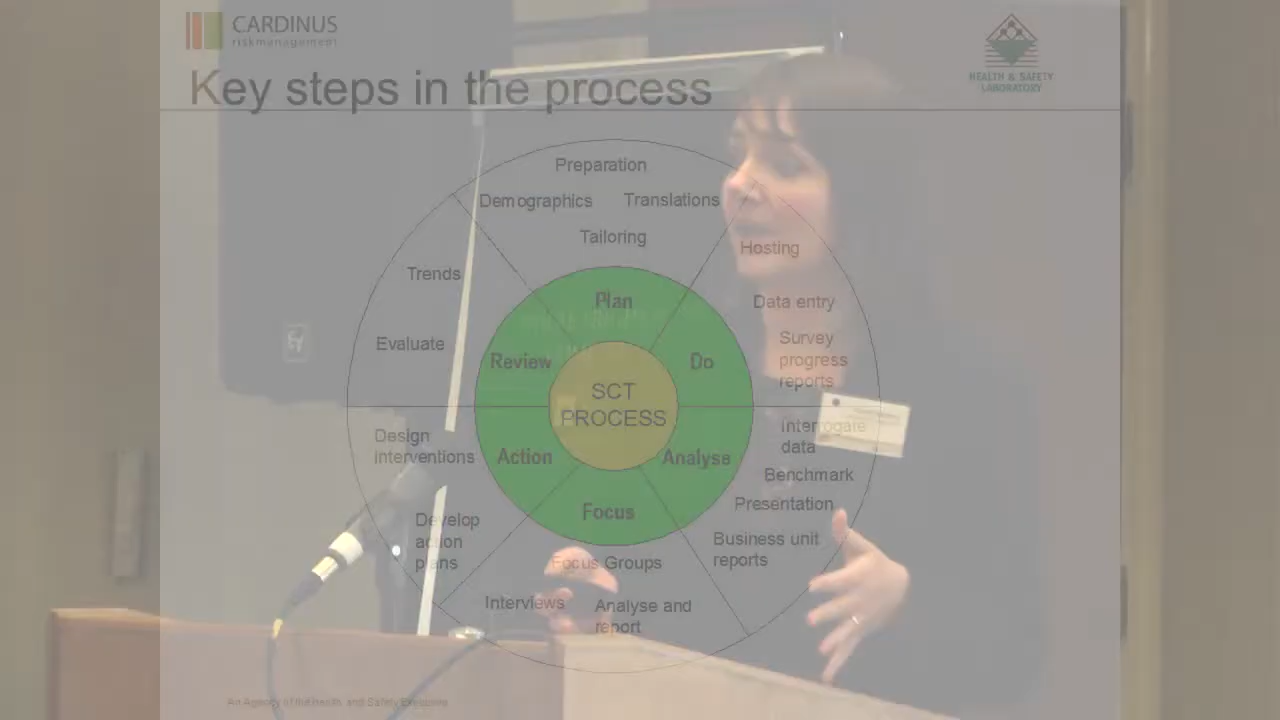 CARDINUS
riskmanagement
HEALTH & SAFETY
LABORATORY
Key steps in the process
Preparation
Demographics
Translations
Tailoring
Hosting
Trends
Data entry
Plan
Survey
progress
reports
Evaluate
Review
Do
SCT
PROCESS
Design
interventions
Interrogate
data
Action
Analyse
Benchmark
Presentation
Focus
Develop
action
plans
Business unit
reports
Focus Groups
Interviews
Analyse and
report
An Agency of the Health and Safety Executive